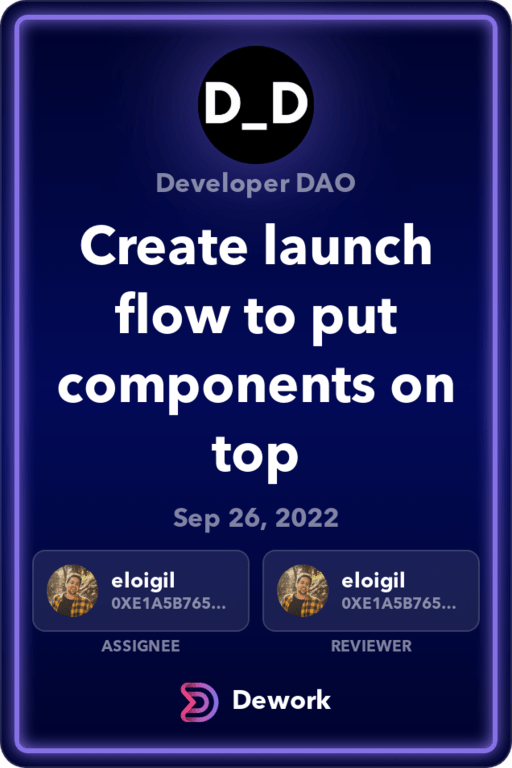 D_D
Developer DAO
Create launch
flow to put
components on
top
Sep 26, 2022
eloigil
0XE1A5B765...
ASSIGNEE
eloigil
0XE1A5B765...
REVIEWER
Dework